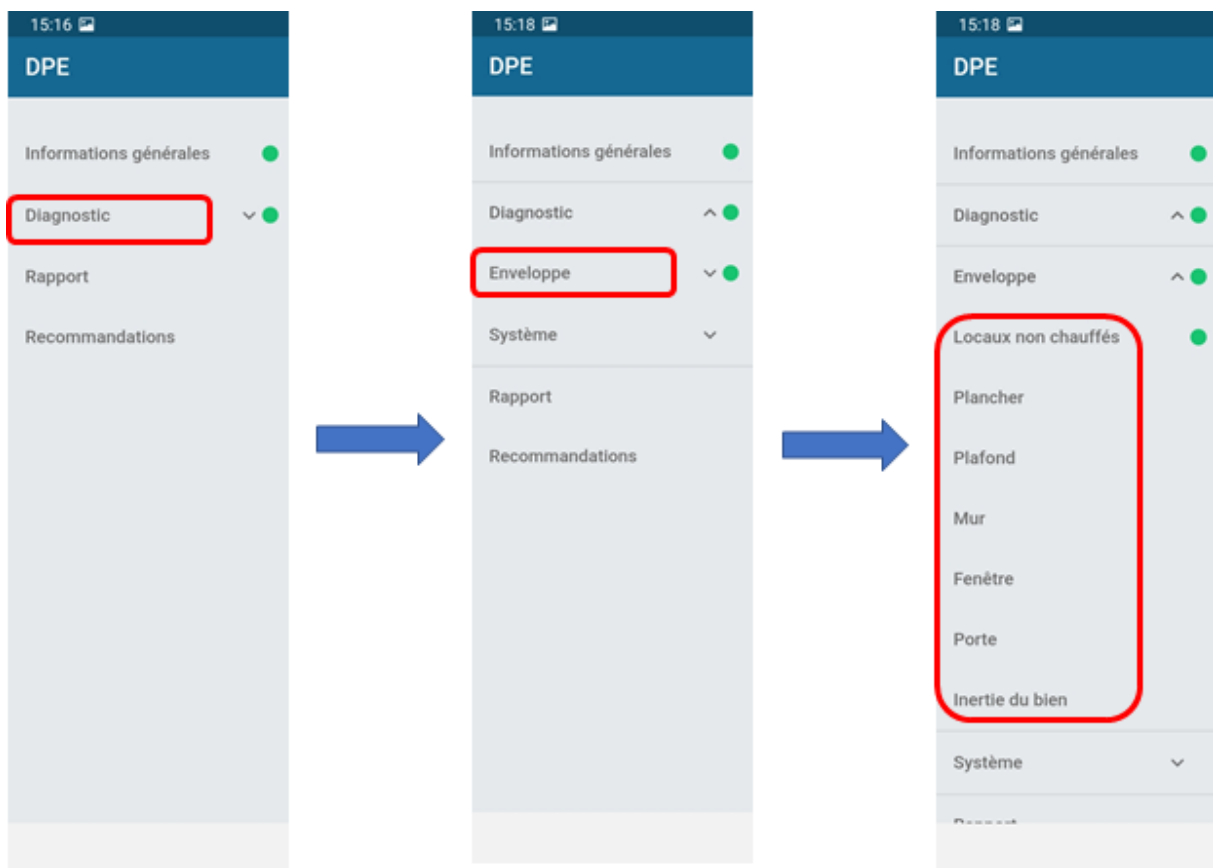 15:16
DPE
Informations générales
Diagnostic
Rapport
Recommandations
15:18
DPE
Informations générales
Diagnostic
Enveloppe
Système
Rapport
Recommandations
15:18
DPE
Informations générales
Diagnostic
Enveloppe
Locaux non chauffés
Plancher
Plafond
Mur
Fenêtre
Porte
Inertie du bien
Système